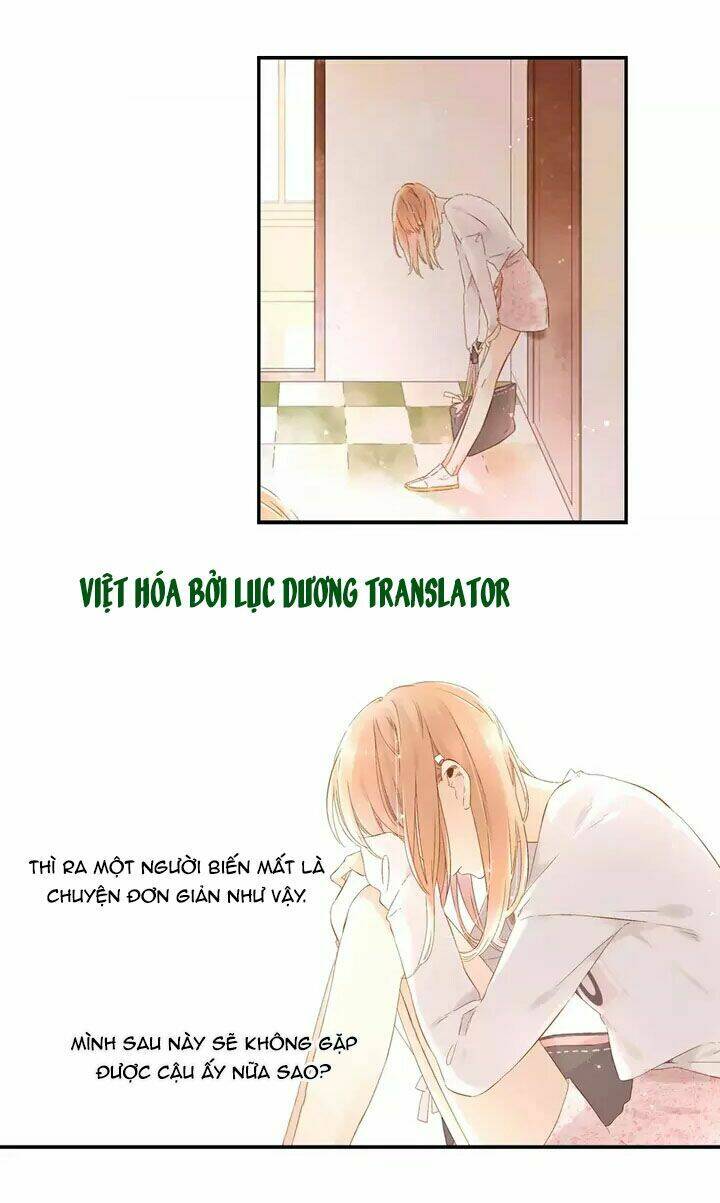 VIỆT HÓA BỞI LỤC DƯƠNG TRANSLATOR
THÌ RA MỘT NGƯỜI BIẾN MẤT LÀ
CHUYỆN ĐƠN GIẢN NHƯ VẬY.
MÌNH SAU NÀY SẼ KHÔNG GẶP
ĐƯỢC CẬU ẤY NỮA SAO?